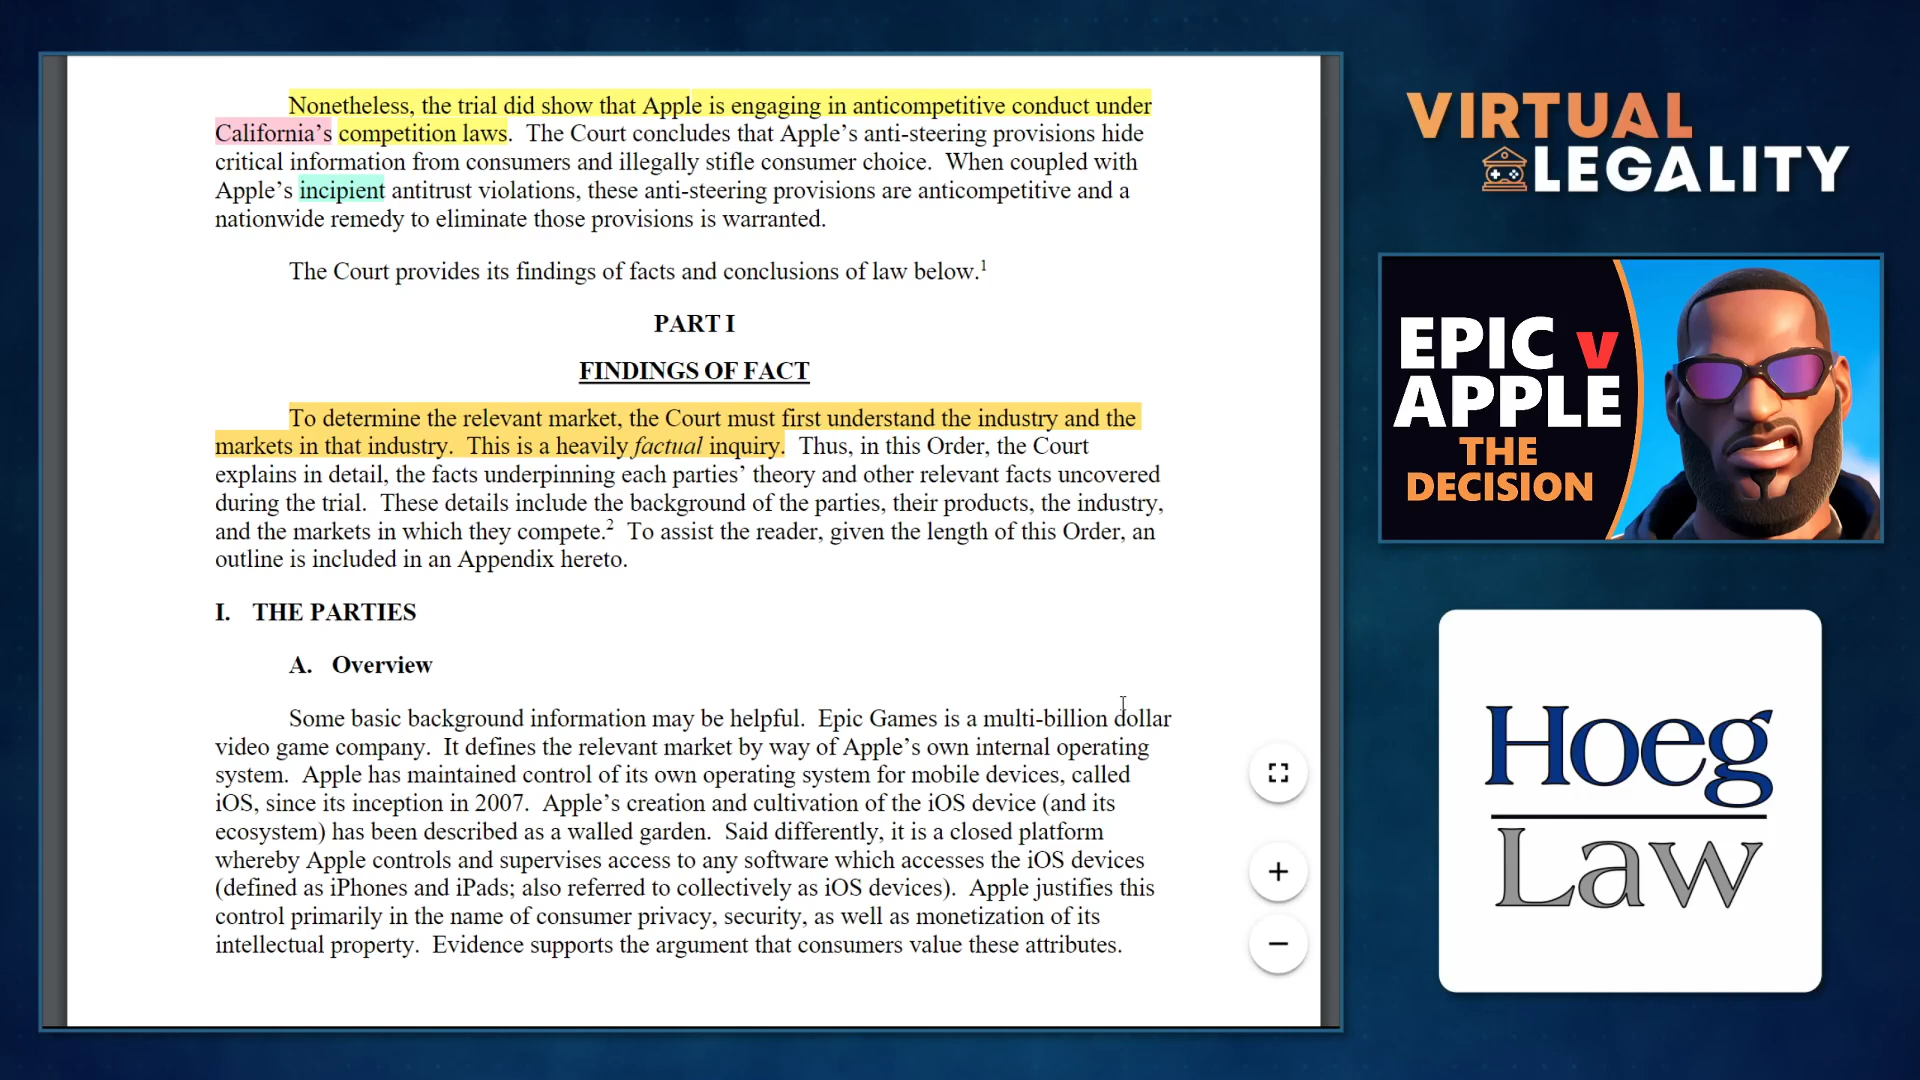 Nonetheless, the trial did show that Apple is engaging in anticompetitive conduct under
California’s competition laws.  The Court concludes that Apple’s anti-steering provisions hide
critical information from consumers and illegally stifle consumer choice.  When coupled with
Apple’s incipient antitrust violations, these anti-steering provisions are anticompetitive and a
nationwide remedy to eliminate those provisions is warranted.
The Court provides its findings of facts and conclusions of law below.1
PART I
FINDINGS OF FACT
To determine the relevant market, the Court must first understand the industry and the
markets in that industry.  This is a heavily factual inquiry.  Thus, in this Order, the Court
explains in detail, the facts underpinning each parties’ theory and other relevant facts uncovered
during the trial.  These details include the background of the parties, their products, the industry,
and the markets in which they compete.2  To assist the reader, given the length of this Order, an
outline is included in an Appendix hereto.
I. THE PARTIES
A. Overview
Some basic background information may be helpful.  Epic Games is a multi-billion dollar
video game company.  It defines the relevant market by way of Apple’s own internal operating
system.  Apple has maintained control of its own operating system for mobile devices, called
iOS, since its inception in 2007.  Apple’s creation and cultivation of the iOS device (and its
ecosystem) has been described as a walled garden.  Said differently, it is a closed platform
whereby Apple controls and supervises access to any software which accesses the iOS devices
(defined as iPhones and iPads; also referred to collectively as iOS devices).  Apple justifies this
control primarily in the name of consumer privacy, security, as well as monetization of its
intellectual property.  Evidence supports the argument that consumers value these attributes.
VIRTUAL
LEGALITY
EPIC v
APPLE
THE
DECISION
Hoeg
Law